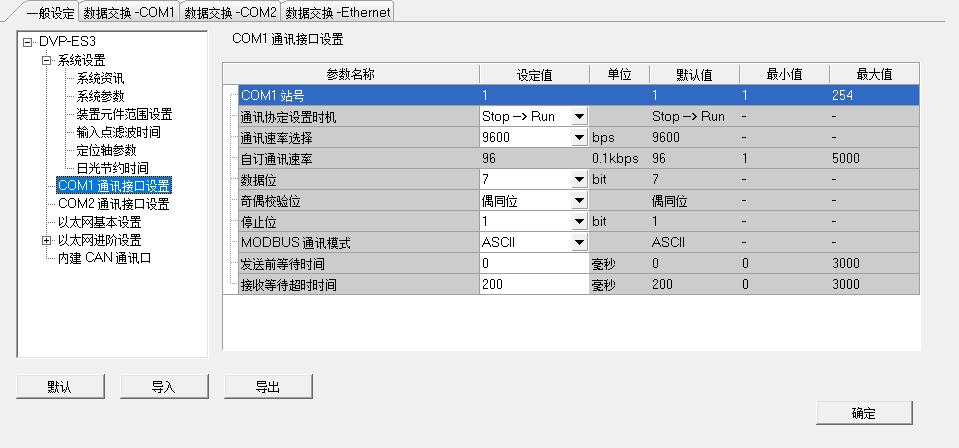 一般设定 数据交换 -COM1 数据交换 -COM2 数据交换 -Ethernet
DVP-ES3
系统设置
系统资讯
系统参数
装置元件范围设置
输入点滤波时间
定位轴参数
日光节约时间
COM1 通讯接口设置
COM2 通讯接口设置
以太网基本设置
以太网进阶设置
内建 CAN 通讯口
COM1 通讯接口设置
参数名称 设定值 单位 默认值 最小值 最大值
COM1 站号 1 1 1 254
通讯协定设置时机 Stop -> Run Stop -> Run - -
通讯速率选择 9600 bps 9600 - -
自订通讯速率 96 0.1kbps 96 1 5000
数据位 7 bit 7 - -
奇偶校验位 偶同位 偶同位 - -
停止位 1 bit 1 - -
MODBUS 通讯模式 ASCII ASCII - -
发送前等待时间 0 毫秒 0 0 3000
接收等待超时时间 200 毫秒 200 0 3000
默认 导入 导出
确定